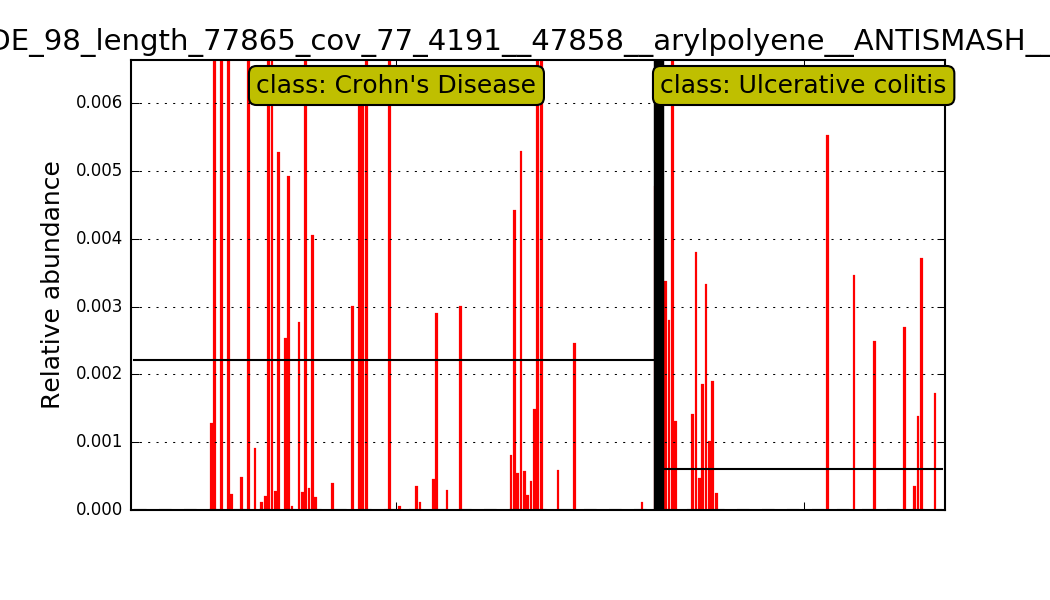 DE_98_length_77865_cov_77_4191__47858__arylpolyene__ANTISMASH__
class: Crohn's Disease
class: Ulcerative colitis
Relative abundance
0.006
0.005
0.004
0.003
0.002
0.001
0.000